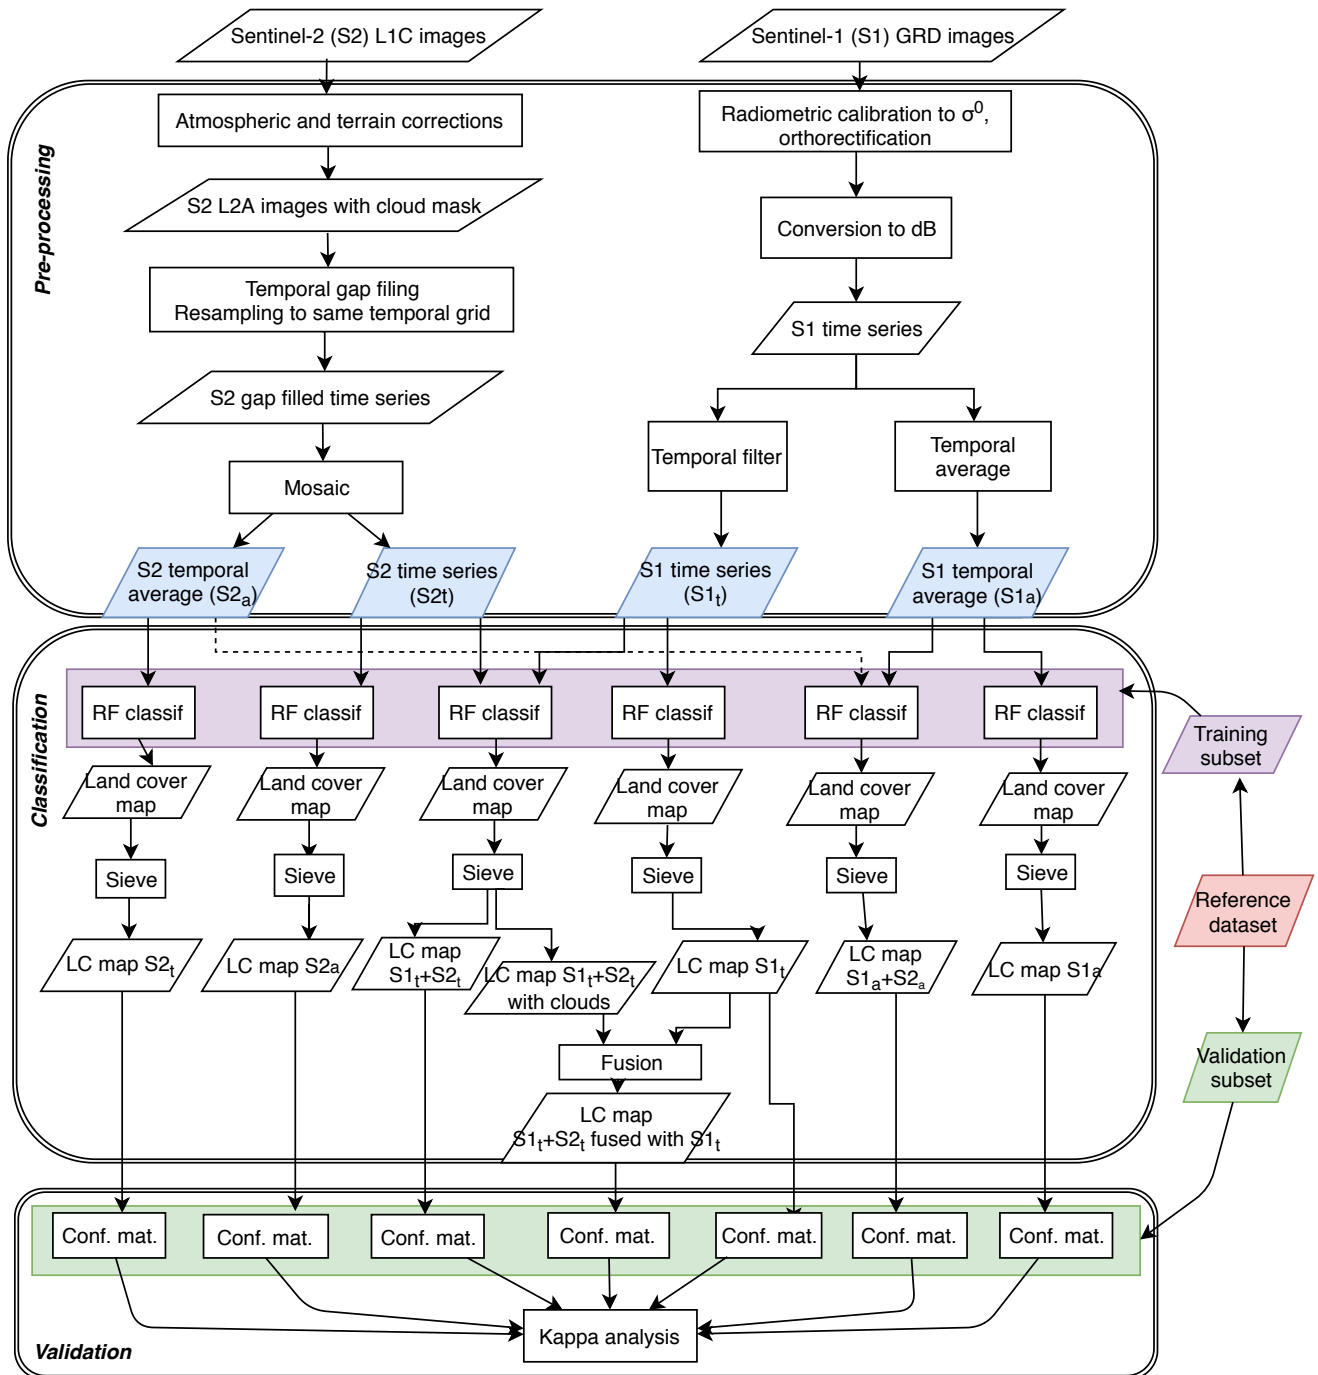 Sentinel-2 (S2) L1C images
Sentinel-1 (S1) GRD images
Pre-processing
Atmospheric and terrain corrections
Radiometric calibration to σ⁰,
orthorectification
S2 L2A images with cloud mask
Conversion to dB
Temporal gap filing
Resampling to same temporal grid
S1 time series
S2 gap filled time series
Temporal filter
Temporal
average
Mosaic
S2 temporal
average (S2a)
S2 time series
(S2t)
S1 time series
(S1t)
S1 temporal
average (S1a)
Classification
RF classif
RF classif
RF classif
RF classif
RF classif
RF classif
Training
subset
Land cover
map
Land cover
map
Land cover
map
Land cover
map
Land cover
map
Land cover
map
Sieve
Sieve
Sieve
Sieve
Sieve
Sieve
Reference
dataset
LC map S2t
LC map S2a
LC map
S1t+S2t
LC map S1t+S2t
with clouds
LC map S1t
LC map
S1a+S2a
LC map S1a
Fusion
Validation
subset
LC map
S1t+S2t fused with S1t
Conf. mat.
Conf. mat.
Conf. mat.
Conf. mat.
Conf. mat.
Conf. mat.
Conf. mat.
Kappa analysis
Validation